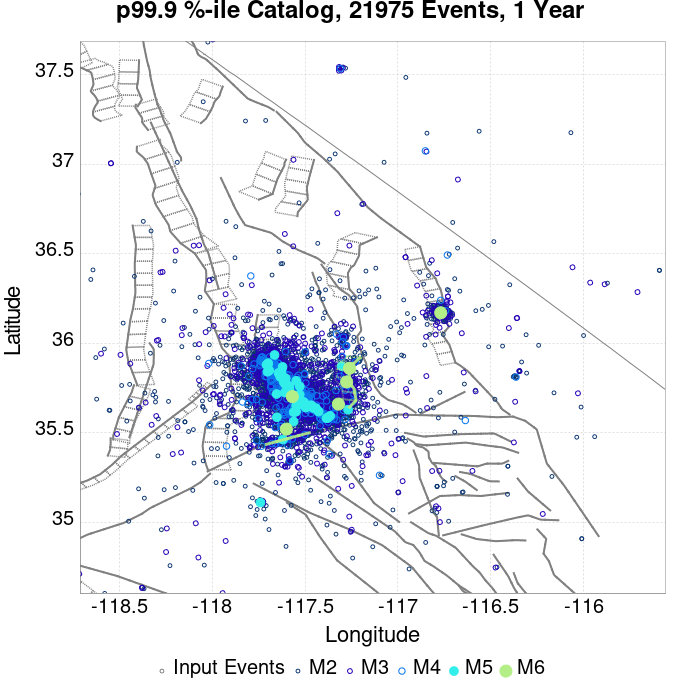 p99.9 %-ile Catalog, 21975 Events, 1 Year
37.5
37
36.5
36
35.5
35
Latitude
-118.5 -118 -117.5 -117 -116.5 -116
Longitude
Input Events M2 M3 M4 M5 M6